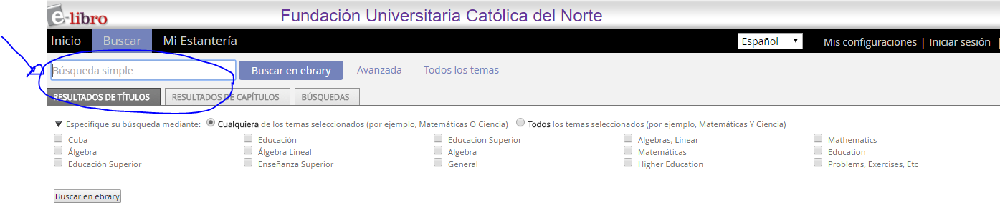 e-libro
Fundación Universitaria Católica del Norte
Inicio Buscar Mi Estantería Español Mis configuraciones | Iniciar sesión |
Búsqueda simple Buscar en ebrary Avanzada Todos los temas
RESULTADOS DE TÍTULOS RESULTADOS DE CAPÍTULOS BÚSQUEDAS
Especifique su búsqueda mediante: Cualquiera de los temas seleccionados (por ejemplo, Matemáticas O Ciencia) Todos los temas seleccionados (por ejemplo, Matemáticas Y Ciencia)
Cuba Educación Educacion Superior Algebras, Linear Mathematics
Álgebra Álgebra Lineal Algebra Matemáticas Education
Educación Superior Enseñanza Superior General Higher Education Problems, Exercises, Etc
Buscar en ebrary